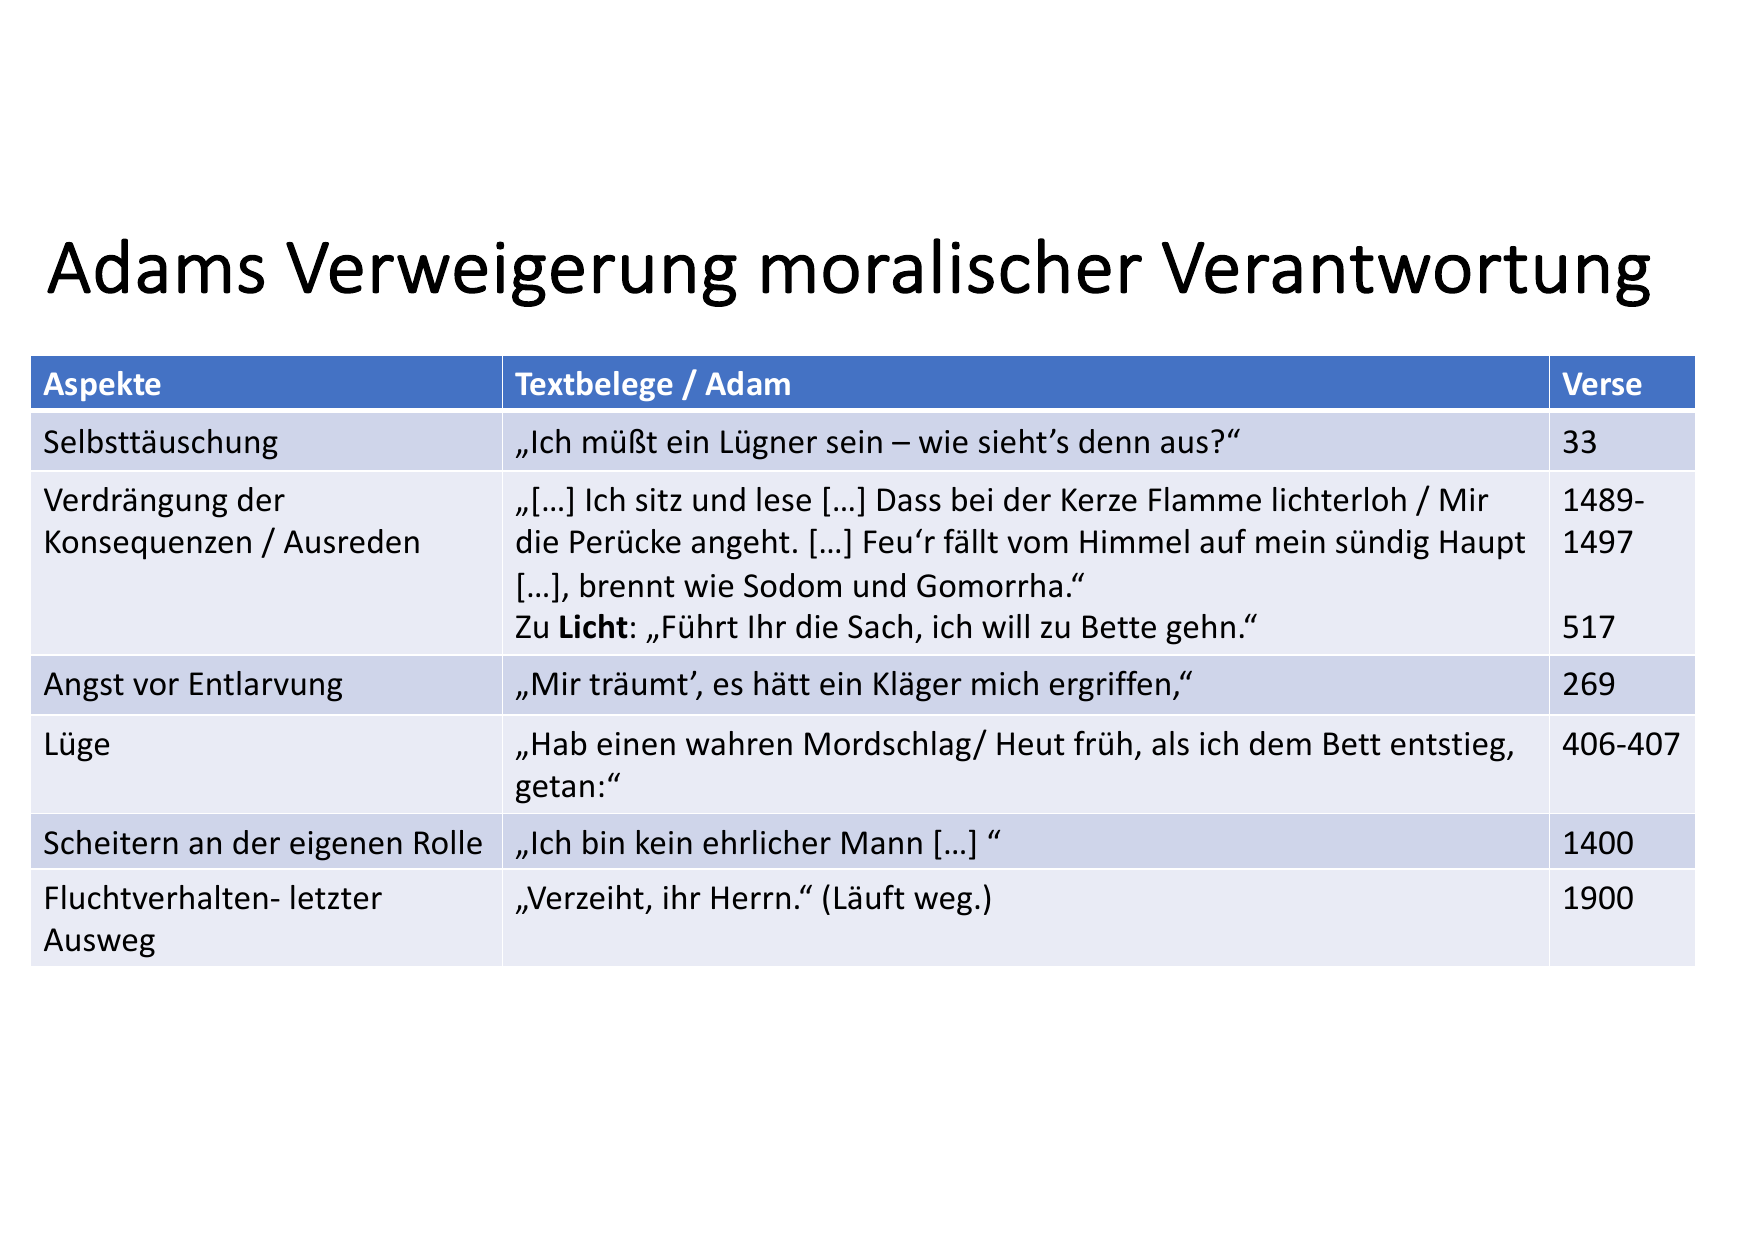 Adams Verweigerung moralischer Verantwortung
Aspekte Textbelege / Adam Verse
Selbsttäuschung „Ich müßt ein Lügner sein – wie sieht’s denn aus?“ 33
Verdrängung der „[…] Ich sitz und lese […] Dass bei der Kerze Flamme lichterloh / Mir 1489-
Konsequenzen / Ausreden die Perücke angeht. […] Feu‘r fällt vom Himmel auf mein sündig Haupt 1497
[…], brennt wie Sodom und Gomorrha.“
Zu Licht: „Führt Ihr die Sach, ich will zu Bette gehn.“ 517
Angst vor Entlarvung „Mir träumt’, es hätt ein Kläger mich ergriffen,“ 269
Lüge „Hab einen wahren Mordschlag/ Heut früh, als ich dem Bett entstieg, 406-407
getan:“
Scheitern an der eigenen Rolle „Ich bin kein ehrlicher Mann […] “ 1400
Fluchtverhalten- letzter „Verzeiht, ihr Herrn.“ (Läuft weg.) 1900
Ausweg